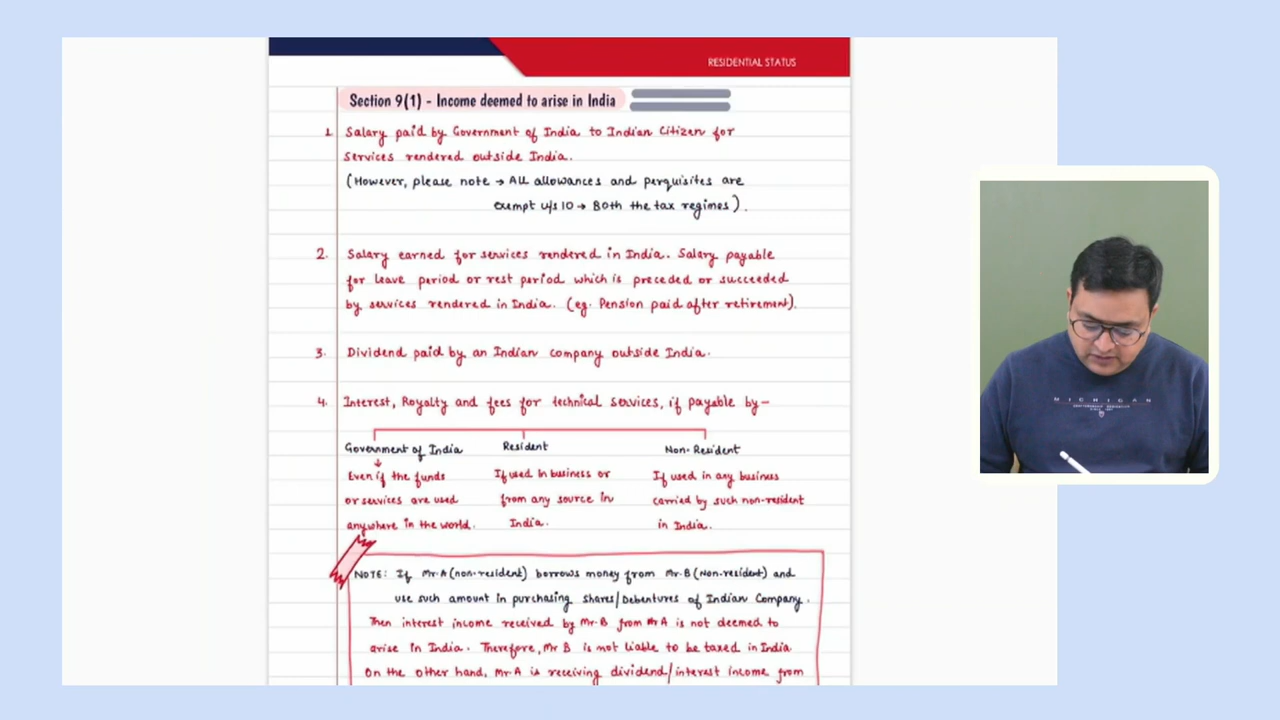 RESIDENTIAL STATUS
Section 9(1) - Income deemed to arise in India
1. Salary paid by Government of India to Indian Citizen for
services rendered outside India.
(However, please note → All allowances and perquisites are
exempt u/s 10 → Both the tax regimes).
2. Salary earned for services rendered in India. Salary payable
for leave period or rest period which is preceded or succeeded
by services rendered in India. (eg. Pension paid after retirement).
3. Dividend paid by an Indian company outside India.
4. Interest, Royalty and fees for technical services, if payable by-
Government of India Resident Non-Resident
Even if the funds If used in business or If used in any business
or services are used from any source in carried by such non-resident
anywhere in the world. India. in India.
NOTE: If Mr.A (non-resident) borrows money from Mr.B (Non-resident) and
use such amount in purchasing shares/Debentures of Indian Company.
Then interest income received by Mr.B from Mr A is not deemed to
arise in India. Therefore, Mr B is not liable to be taxed in India
On the other hand, Mr.A is receiving dividend/interest income from
MICHIGAN